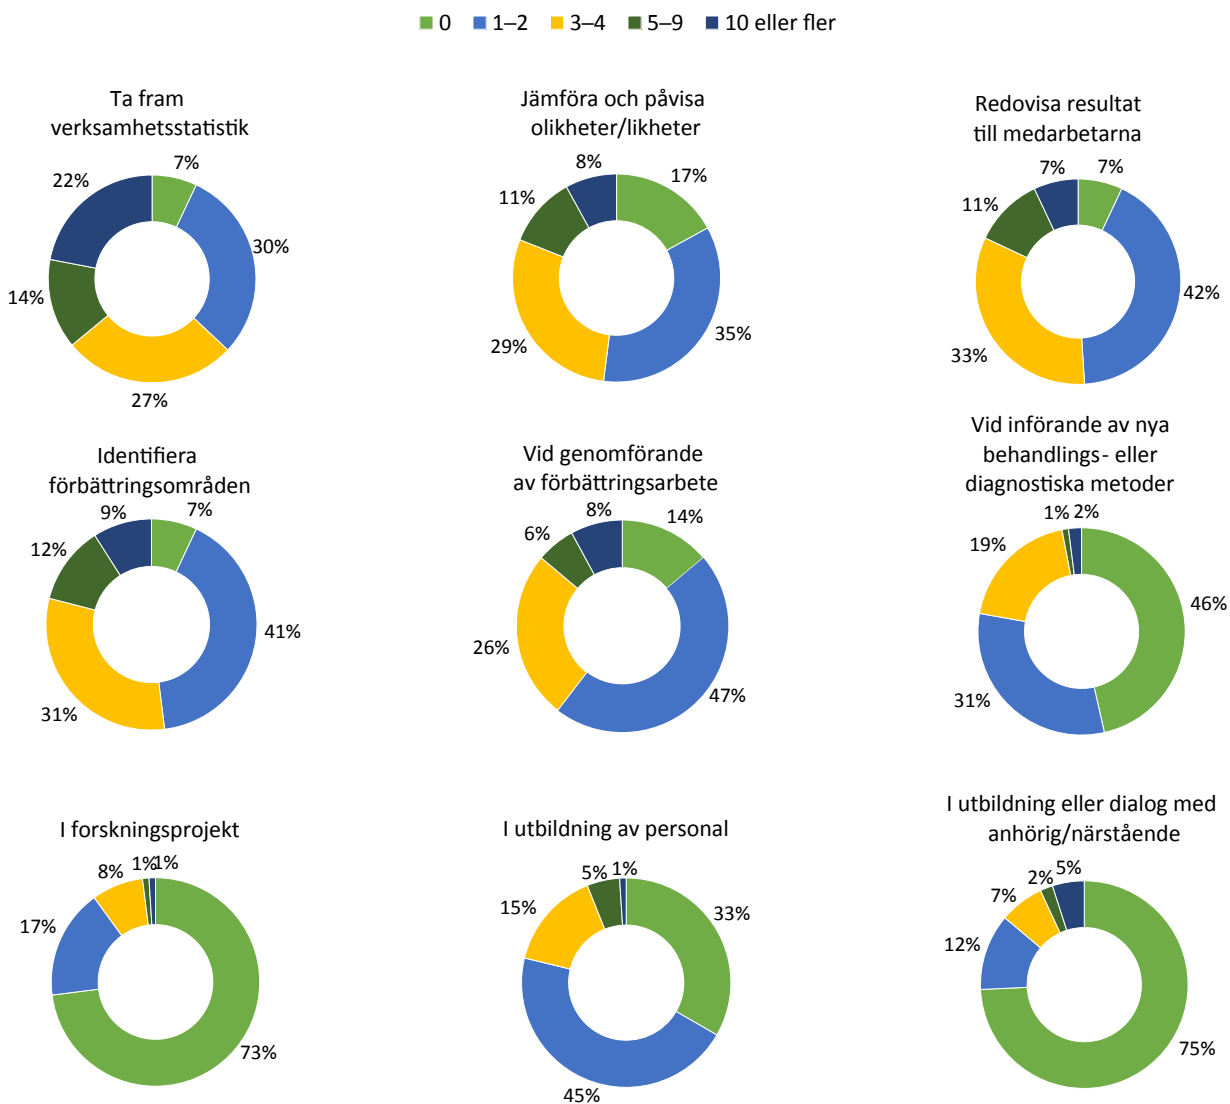 0 1–2 3–4 5–9 10 eller fler
Ta fram
verksamhetsstatistik
7%
30%
27%
14%
22%
Jämföra och påvisa
olikheter/likheter
17%
35%
29%
11%
8%
Redovisa resultat
till medarbetarna
7%
42%
33%
11%
7%
Identifiera
förbättringsområden
7%
41%
31%
12%
9%
Vid genomförande
av förbättringsarbete
14%
47%
26%
6%
8%
Vid införande av nya
behandlings- eller
diagnostiska metoder
46%
31%
19%
1%
2%
I forskningsprojekt
73%
17%
8%
1%
1%
I utbildning av personal
33%
45%
15%
5%
1%
I utbildning eller dialog med
anhörig/närstående
75%
12%
7%
2%
5%